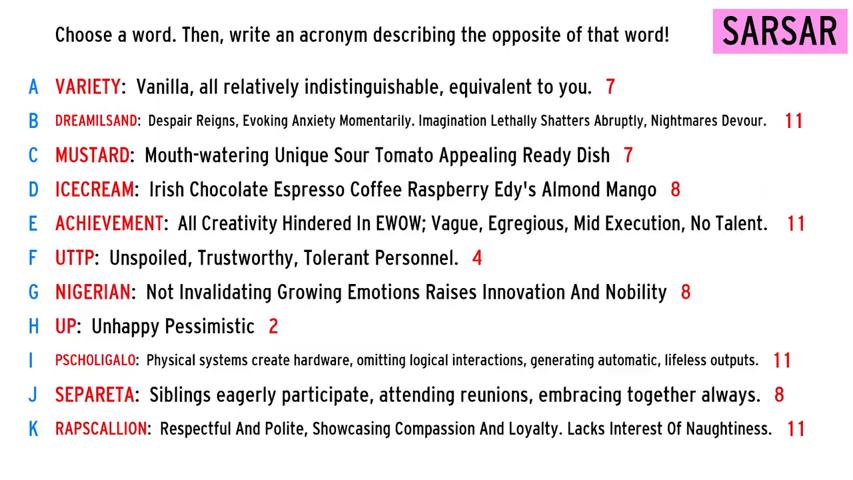 Choose a word. Then, write an acronym describing the opposite of that word!
SARSAR
A VARIETY: Vanilla, all relatively indistinguishable, equivalent to you. 7
B DREAMILSAND: Despair Reigns, Evoking Anxiety Momentarily. Imagination Lethally Shatters Abruptly, Nightmares Devour. 11
C MUSTARD: Mouth-watering Unique Sour Tomato Appealing Ready Dish 7
D ICECREAM: Irish Chocolate Espresso Coffee Raspberry Edy's Almond Mango 8
E ACHIEVEMENT: All Creativity Hindered In EWOW; Vague, Egregious, Mid Execution, No Talent. 11
F UTTP: Unspoiled, Trustworthy, Tolerant Personnel. 4
G NIGERIAN: Not Invalidating Growing Emotions Raises Innovation And Nobility 8
H UP: Unhappy Pessimistic 2
I PSCHOLIGALO: Physical systems create hardware, omitting logical interactions, generating automatic, lifeless outputs. 11
J SEPARETA: Siblings eagerly participate, attending reunions, embracing together always. 8
K RAPSCALLION: Respectful And Polite, Showcasing Compassion And Loyalty. Lacks Interest Of Naughtiness. 11